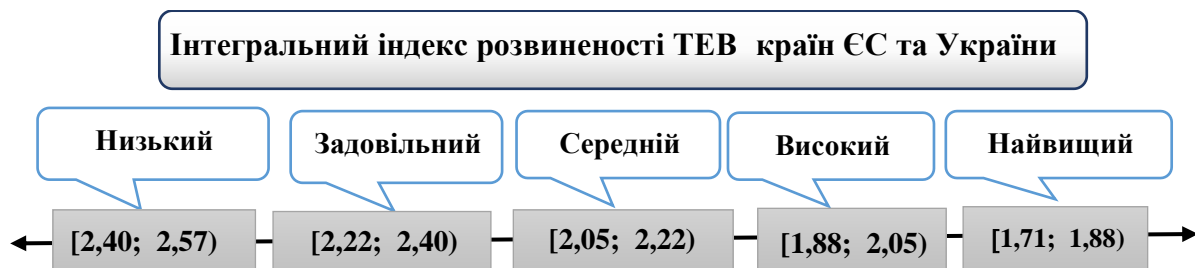 Інтегральний індекс розвиненості ТЕВ країн ЄС та України
Низький
Задовільний
Середній
Високий
Найвищий
[2,40; 2,57)
[2,22; 2,40)
[2,05; 2,22)
[1,88; 2,05)
[1,71; 1,88)